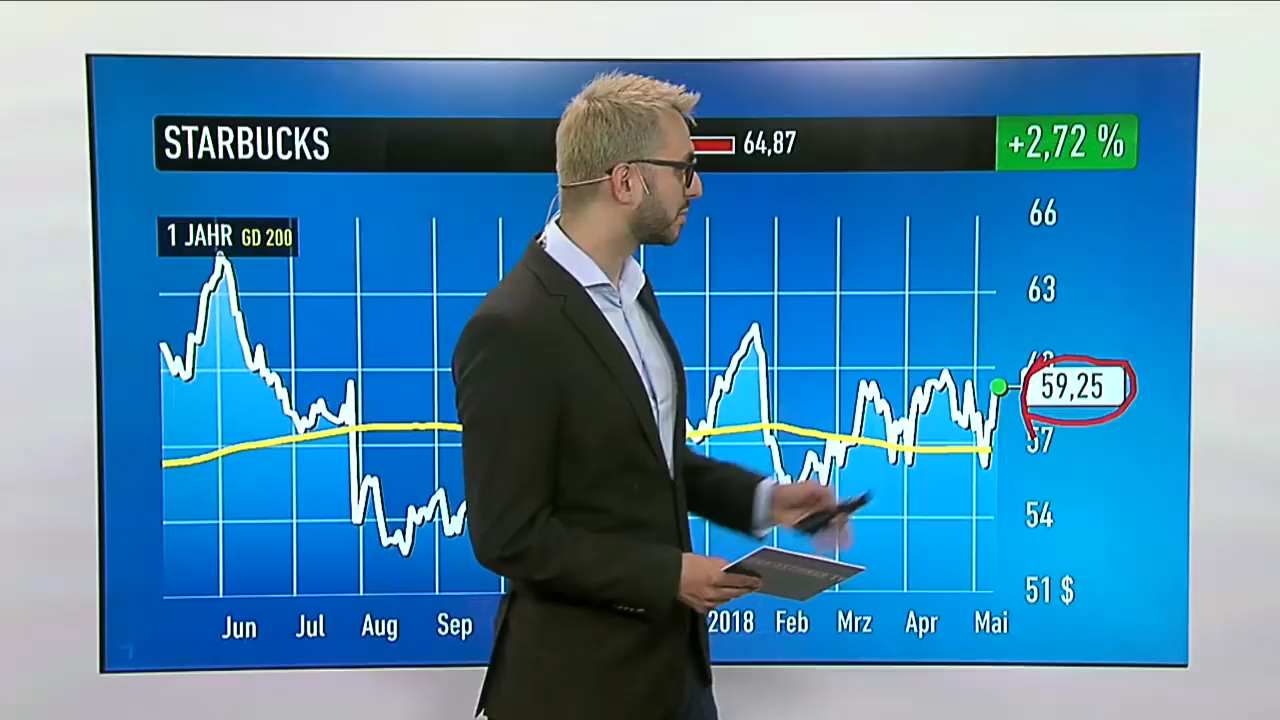 STARBUCKS 64,87 +2,72 %
1 JAHR GD 200
66
63
59,25
57
54
51 $
Jun Jul Aug Sep 2018 Feb Mrz Apr Mai